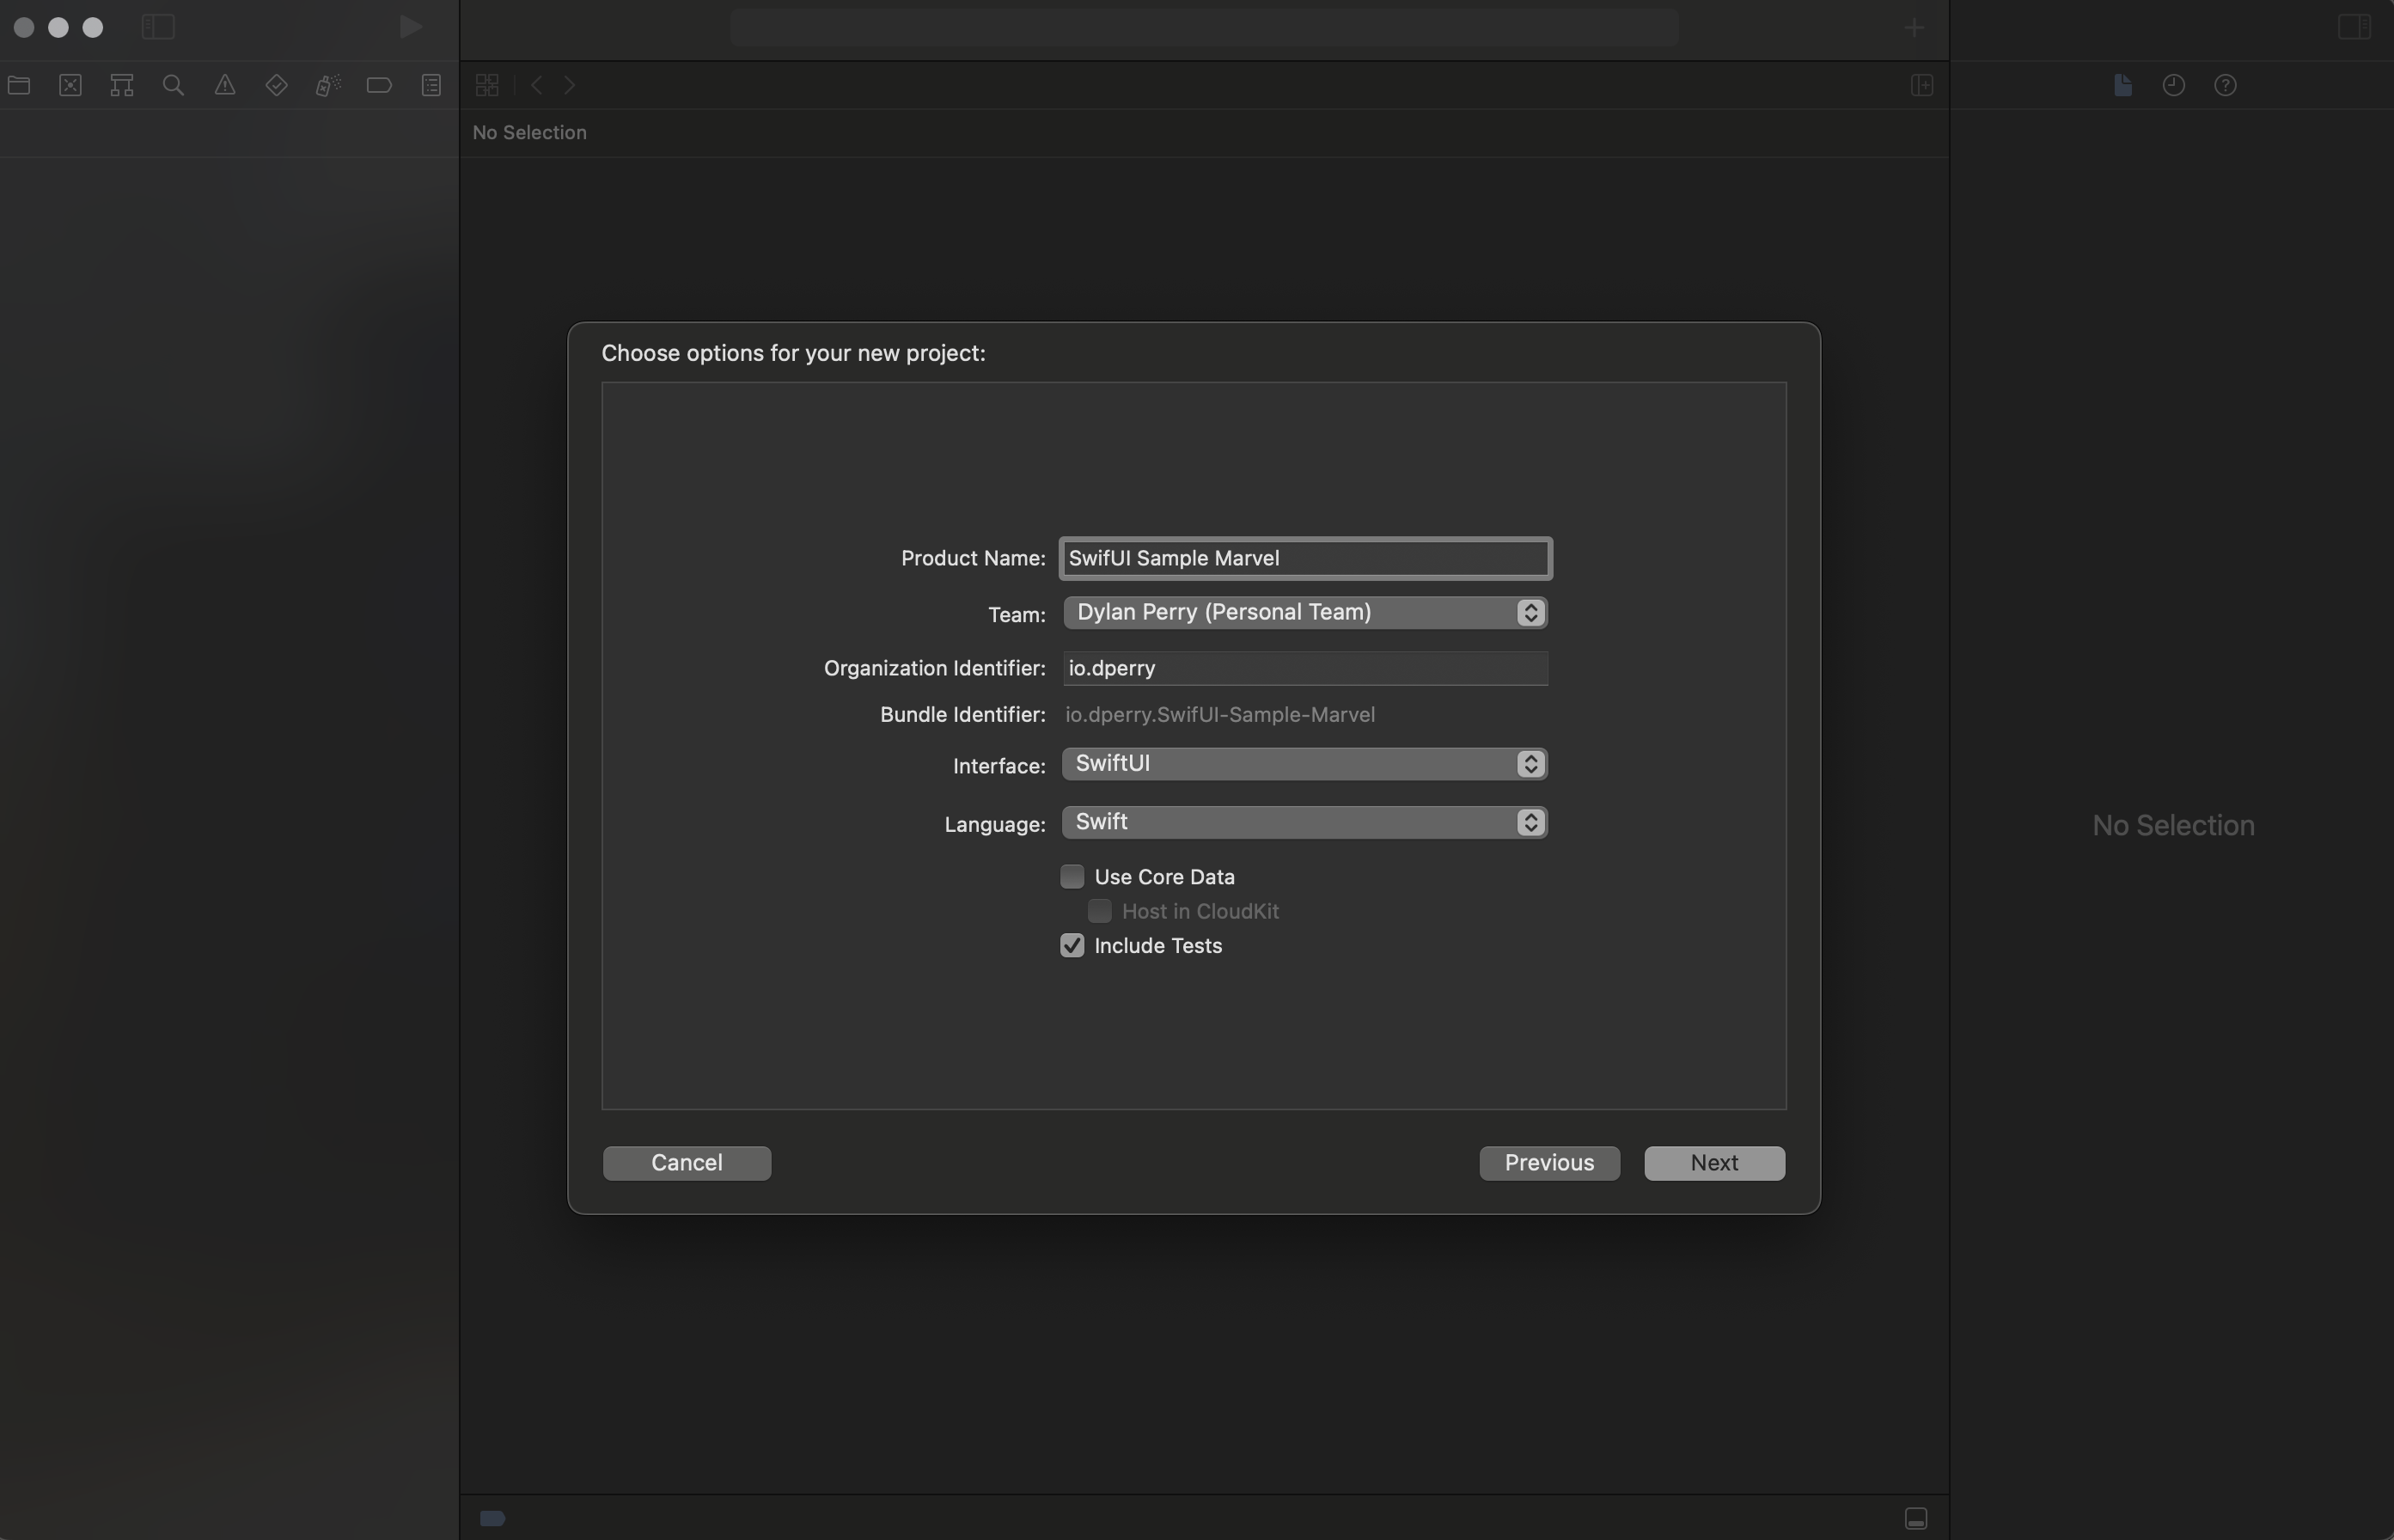 No Selection
Choose options for your new project:
Product Name: SwifUI Sample Marvel
Team: Dylan Perry (Personal Team)
Organization Identifier: io.dperry
Bundle Identifier: io.dperry.SwifUI-Sample-Marvel
Interface: SwiftUI
Language: Swift
No Selection
Use Core Data
Host in CloudKit
Include Tests
Cancel Previous Next